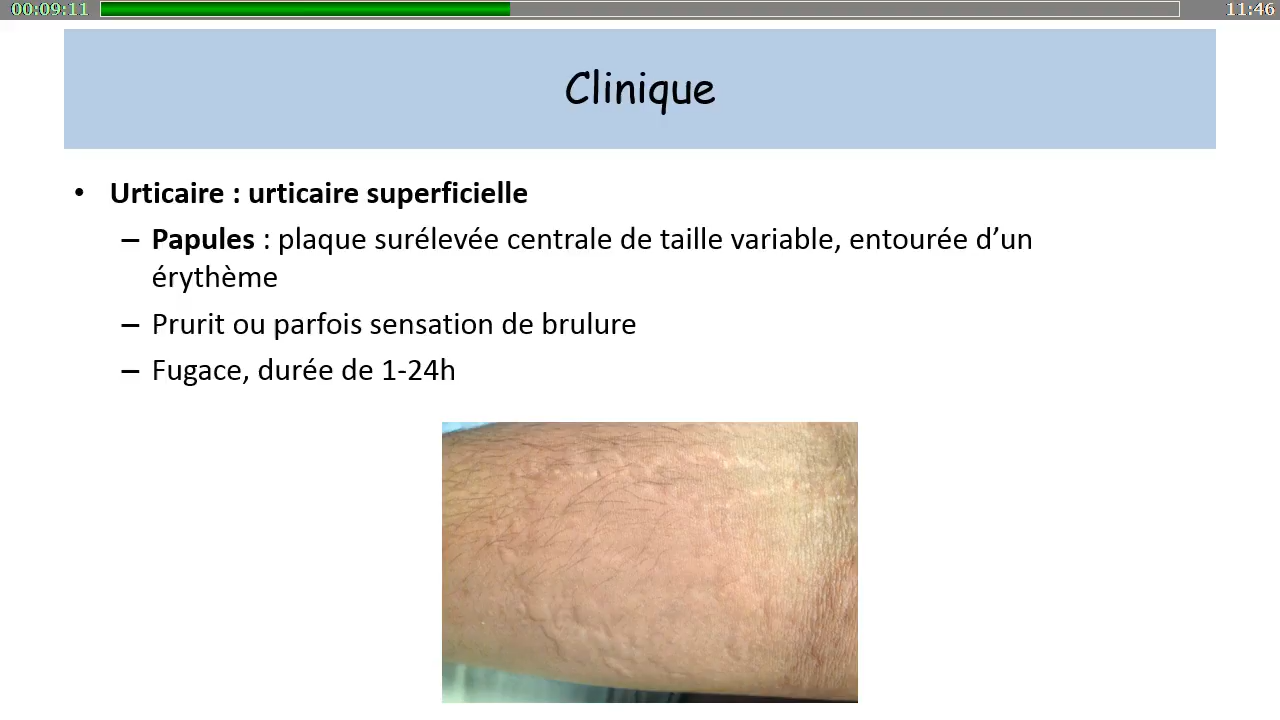 00:09:11
11:46
Clinique
• Urticaire : urticaire superficielle
– Papules : plaque surélevée centrale de taille variable, entourée d’un
érythème
– Prurit ou parfois sensation de brulure
– Fugace, durée de 1-24h